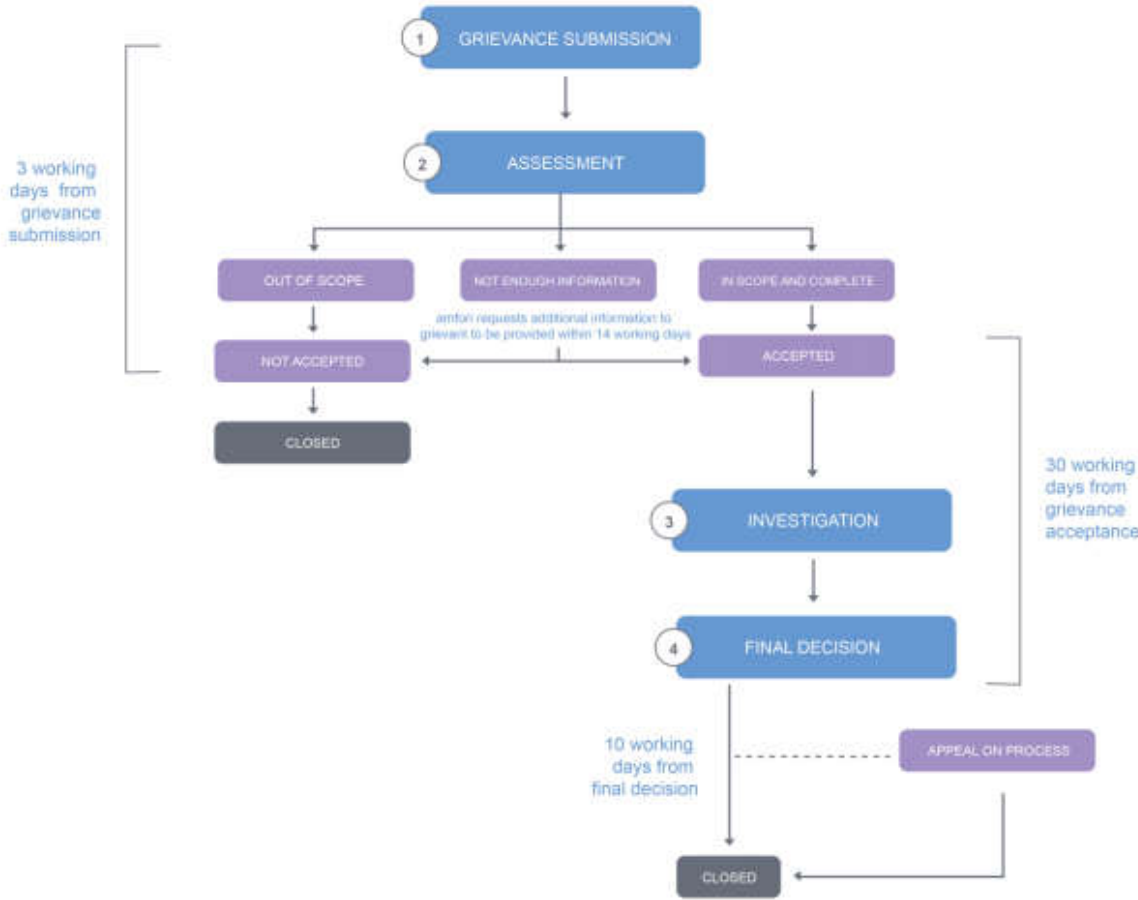 1
GRIEVANCE SUBMISSION
2
ASSESSMENT
3 working
days from
grievance
submission
OUT OF SCOPE
NOT ENOUGH INFORMATION
IN SCOPE AND COMPLETE
amfori requests additional information to
grievant to be provided within 14 working days
NOT ACCEPTED
ACCEPTED
CLOSED
30 working
days from
grievance
acceptance
3
INVESTIGATION
4
FINAL DECISION
10 working
days from
final decision
APPEAL ON PROCESS
CLOSED